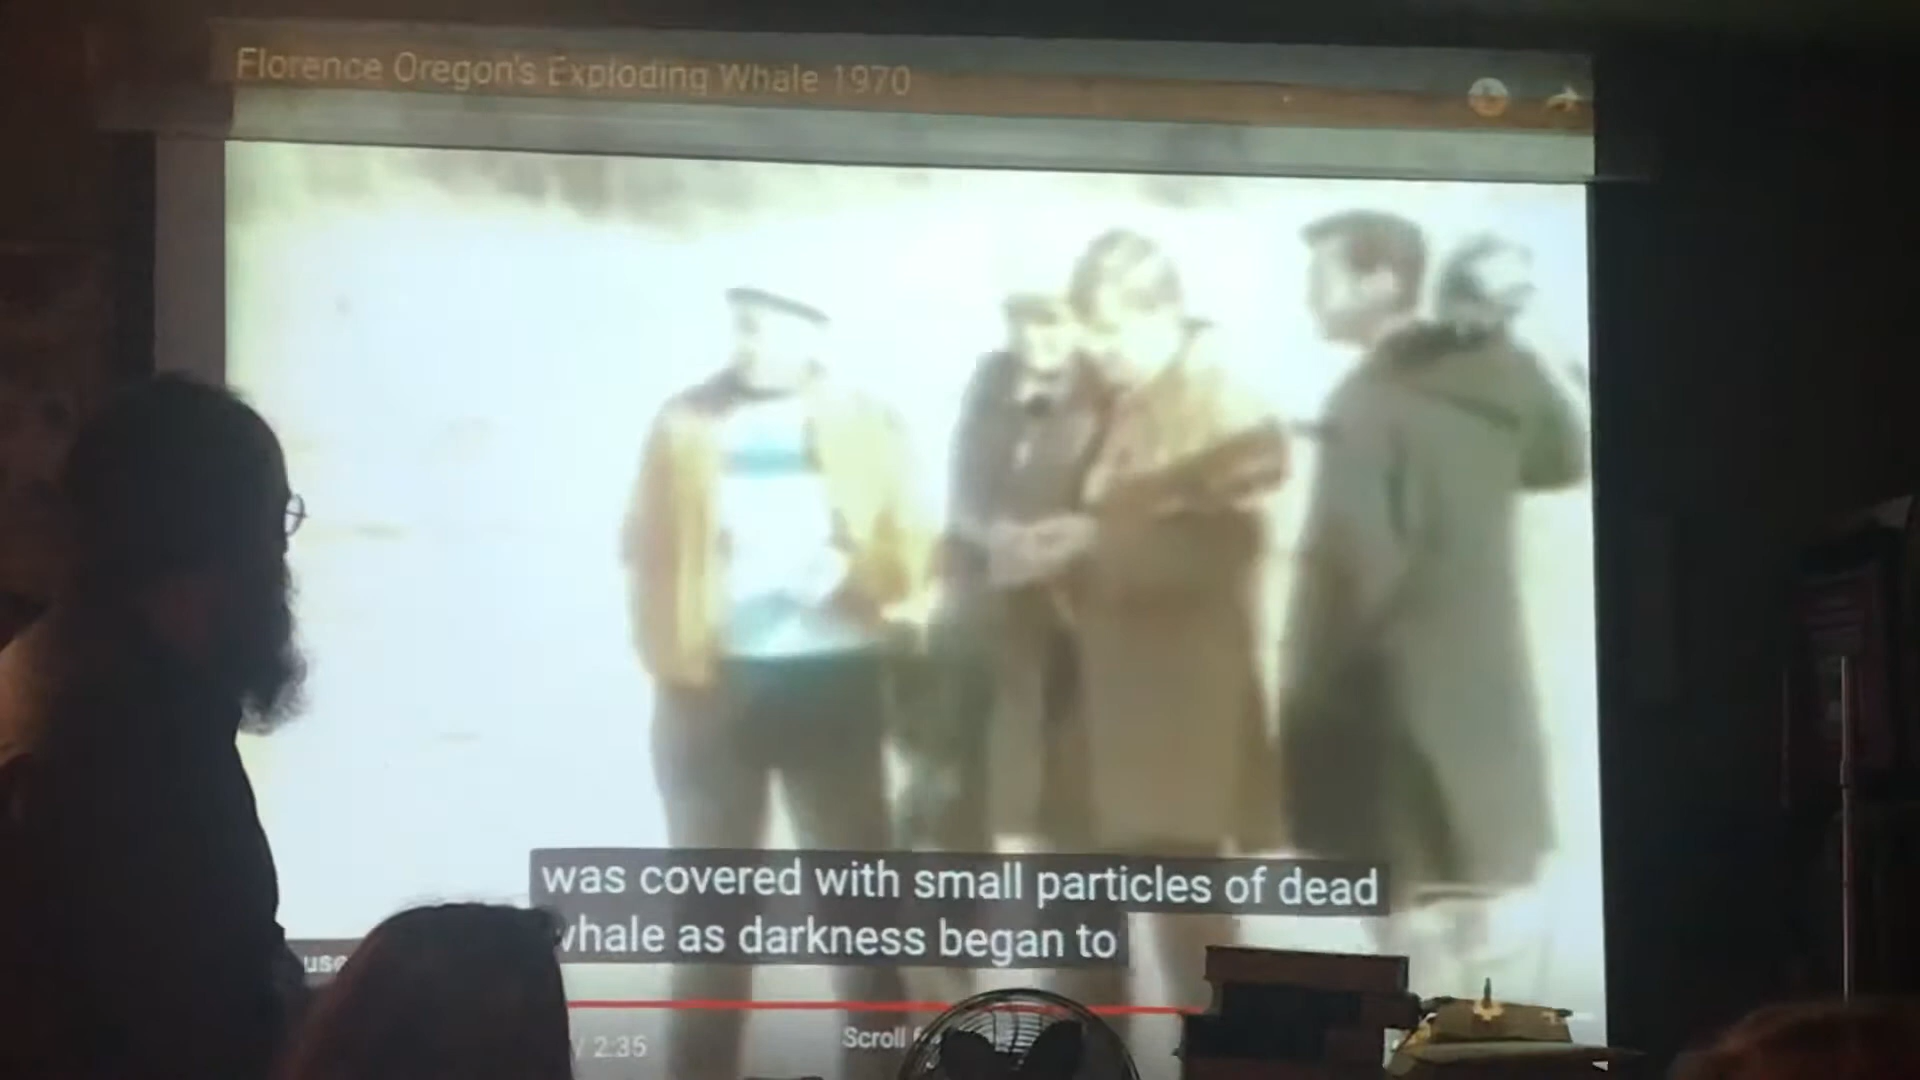 Florence Oregon's Exploding Whale 1970
was covered with small particles of dead
whale as darkness began to
/ 2:35
Scroll